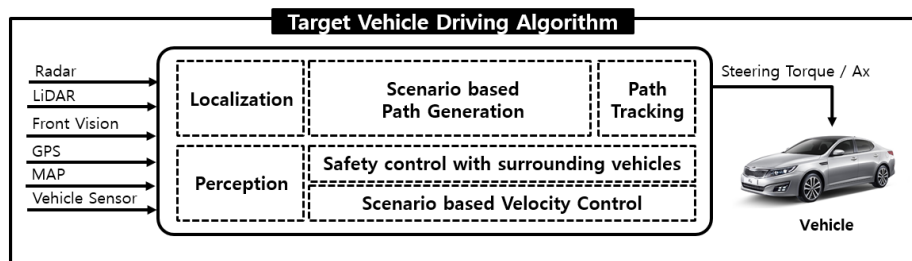 Target Vehicle Driving Algorithm
Radar
LiDAR
Front Vision
GPS
MAP
Vehicle Sensor
Localization
Scenario based
Path Generation
Path
Tracking
Perception
Safety control with surrounding vehicles
Scenario based Velocity Control
Steering Torque / Ax
Vehicle